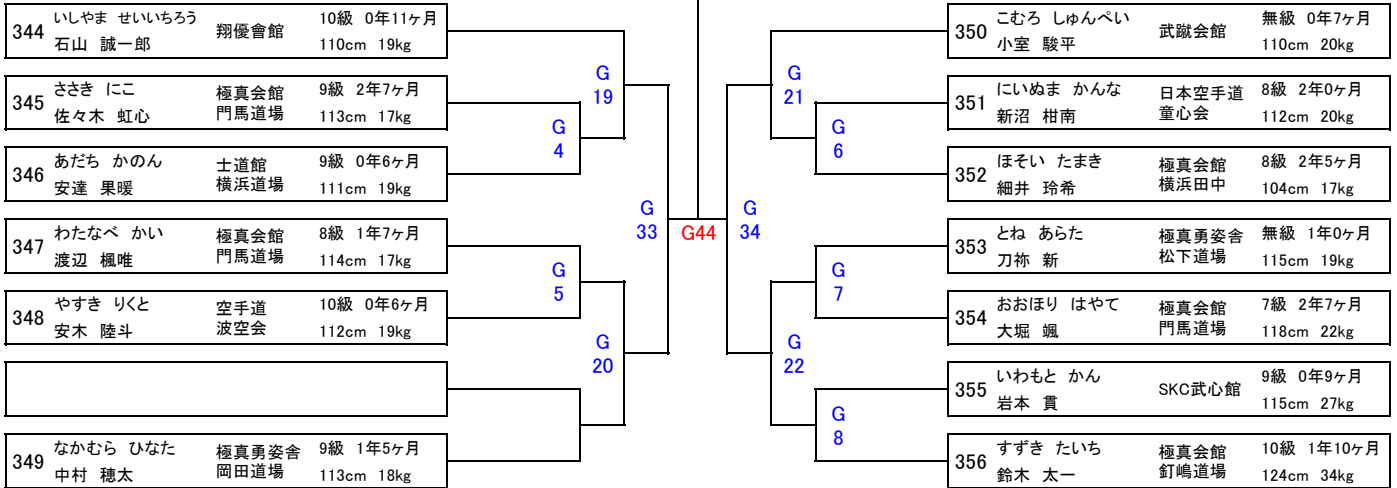 344
いしやま せいいちろう
石山 誠一郎
翔優會館
10級 0年11ヶ月
110cm 19kg
345
ささき にこ
佐々木 虹心
極真会館
門馬道場
9級 2年7ヶ月
113cm 17kg
346
あだち かのん
安達 果暖
士道館
横浜道場
9級 0年6ヶ月
111cm 19kg
347
わたなべ かい
渡辺 楓唯
極真会館
門馬道場
8級 1年7ヶ月
114cm 17kg
348
やすき りくと
安木 陸斗
空手道
波空会
10級 0年6ヶ月
112cm 19kg
349
なかむら ひなた
中村 穂太
極真勇姿舎
岡田道場
9級 1年5ヶ月
113cm 18kg
G
19
G
4
G
5
G
20
G
33
G44
G
34
G
21
G
6
G
7
G
22
G
8
350
こむろ しゅんぺい
小室 駿平
武蹴会館
無級 0年7ヶ月
110cm 20kg
351
にいぬま かんな
新沼 柑南
日本空手道
童心会
8級 2年0ヶ月
112cm 20kg
352
ほそい たまき
細井 玲希
極真会館
横浜田中
8級 2年5ヶ月
104cm 17kg
353
とね あらた
刀祢 新
極真勇姿舎
松下道場
無級 1年0ヶ月
115cm 19kg
354
おおほり はやて
大堀 颯
極真会館
門馬道場
7級 2年7ヶ月
118cm 22kg
355
いわもと かん
岩本 貫
SKC武心館
9級 0年9ヶ月
115cm 27kg
356
すずき たいち
鈴木 太一
極真会館
釘嶋道場
10級 1年10ヶ月
124cm 34kg